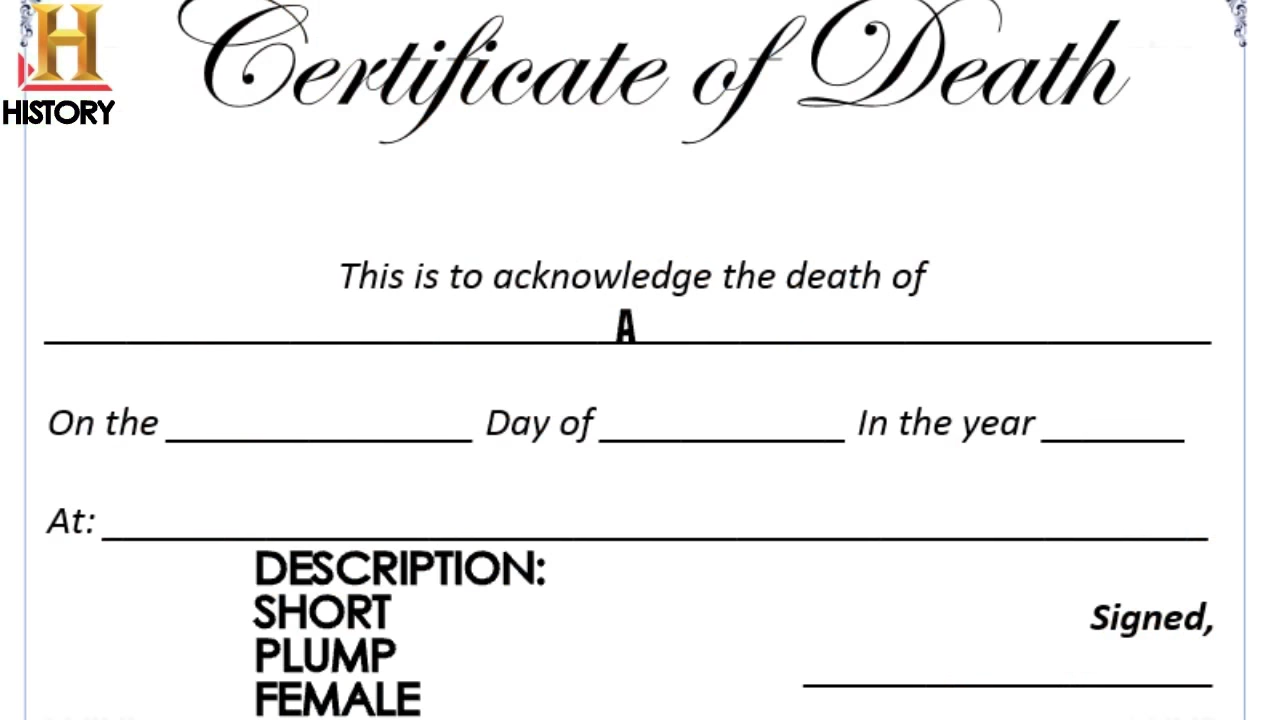 H
HISTORY
Certificate of Death
This is to acknowledge the death of
A
On the Day of In the year
At:
DESCRIPTION:
SHORT
PLUMP
FEMALE
Signed,